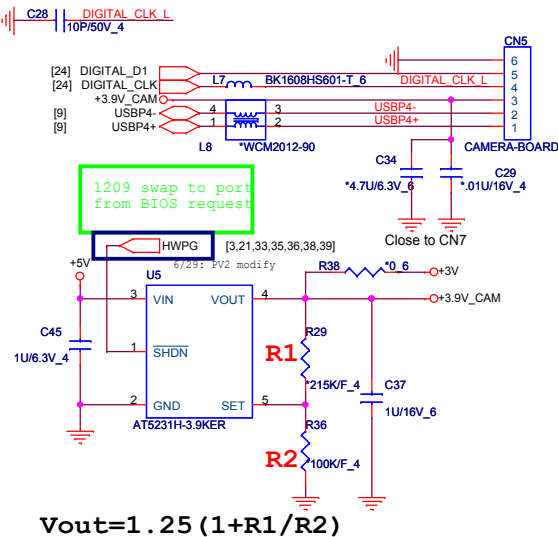 C28 DIGITAL_CLK_L
10P/50V_4
CN5
[24] DIGITAL_D1
[24] DIGITAL_CLK
L7 BK1608HS601-T_6 DIGITAL_CLK_L
+3.9V_CAM
[9] USBP4- 4 3 USBP4-
[9] USBP4+ 1 2 USBP4+
6
5
4
3
2
1
L8 *WCM2012-90
CAMERA-BOARD
C34
*4.7U/6.3V_6
C29
*.01U/16V_4
Close to CN7
1209 swap to port
from BIOS request
HWPG [3,21,33,35,36,38,39]
6/29: PV2 modify
+5V
U5
R38 *0_6 +3V
+3.9V_CAM
3 VIN VOUT 4
C45
1U/6.3V_4
1 SHDN
R1
R29
*215K/F_4
C37
1U/16V_6
2 GND SET 5
AT5231H-3.9KER
R2
R36
*100K/F_4
Vout=1.25(1+R1/R2)